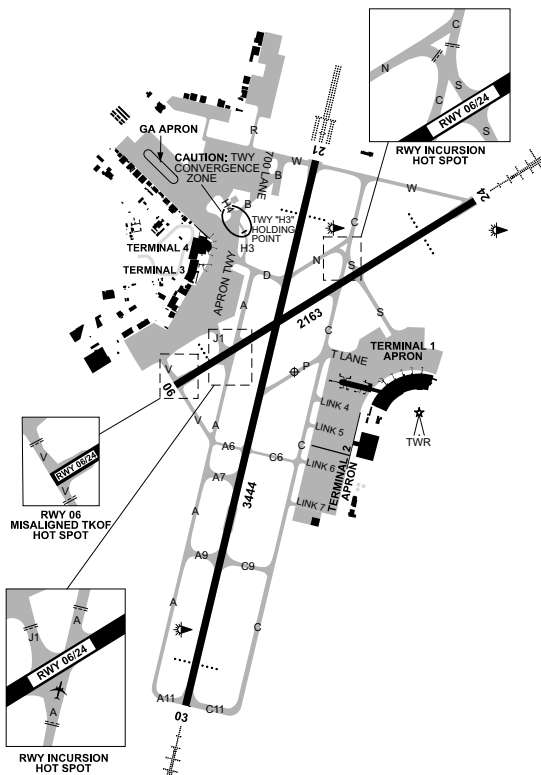 C
N
S
C
RWY 06/24
S
RWY INCURSION
HOT SPOT
21
R
GA APRON
700 LANE
W
CAUTION: TWY
CONVERGENCE
ZONE
B
W
24
H4
B
C
TWY "H3"
HOLDING
POINT
H3
TERMINAL 4
TERMINAL 3
N
S
D
APRON TWY
A
2163
S
C
J1
TERMINAL 1
APRON
T LANE
V
P
06
LINK 4
V
A
LINK 5
TWR
A6
C
C6
LINK 6
TERMINAL 2
APRON
A7
3444
LINK 7
V
RWY 06/24
V
RWY 06
MISALIGNED TKOF
HOT SPOT
A
A9
C9
A
C
A
J1
RWY 06/24
A
A11
C11
03
RWY INCURSION
HOT SPOT